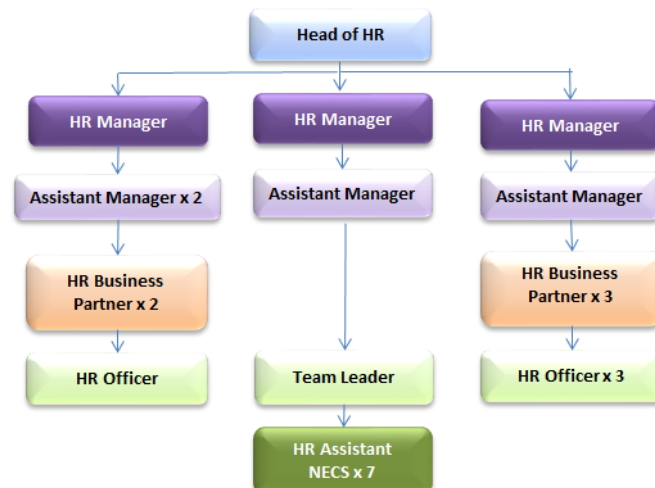 Head of HR
HR Manager
HR Manager
HR Manager
Assistant Manager x 2
Assistant Manager
Assistant Manager
HR Business
Partner x 2
HR Business
Partner x 3
HR Officer
Team Leader
HR Officer x 3
HR Assistant
NECS x 7